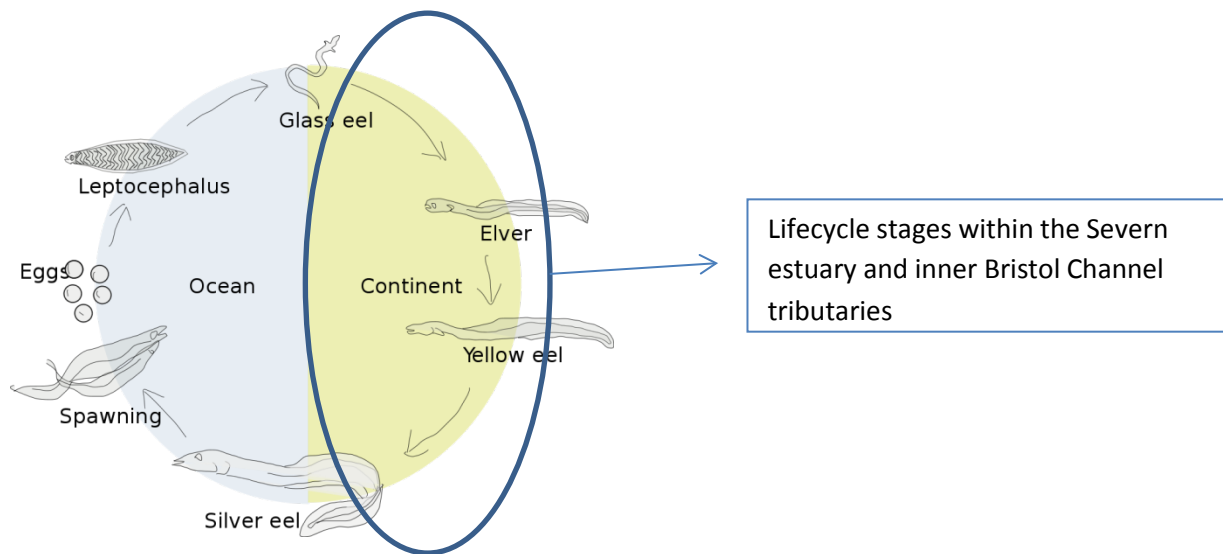 Glass eel
Leptocephalus
Elver
Eggs
Ocean
Continent
Yellow eel
Spawning
Silver eel
Lifecycle stages within the Severn
estuary and inner Bristol Channel
tributaries